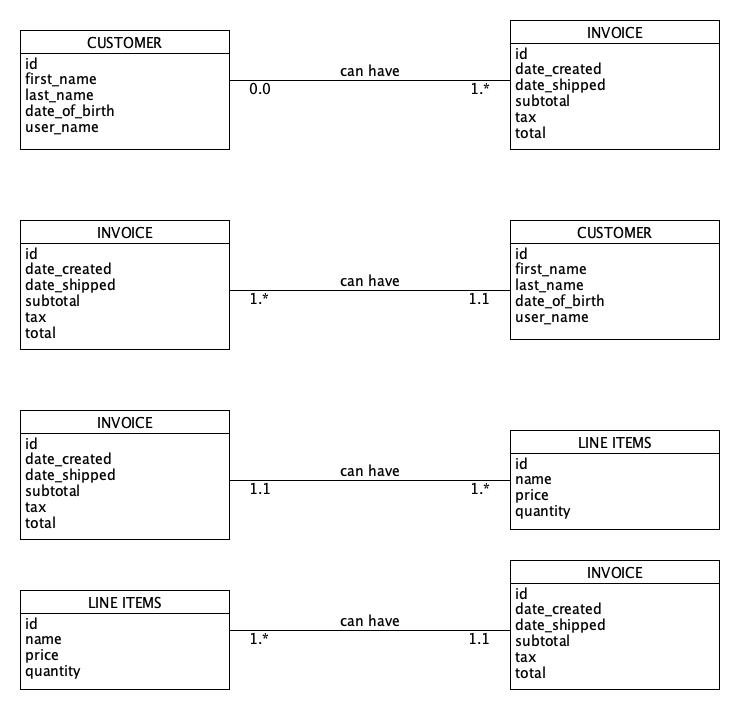 CUSTOMER
id
first_name
last_name
date_of_birth
user_name
can have
0.0
1.*
INVOICE
id
date_created
date_shipped
subtotal
tax
total
INVOICE
id
date_created
date_shipped
subtotal
tax
total
can have
1.*
1.1
CUSTOMER
id
first_name
last_name
date_of_birth
user_name
INVOICE
id
date_created
date_shipped
subtotal
tax
total
can have
1.1
1.*
LINE ITEMS
id
name
price
quantity
LINE ITEMS
id
name
price
quantity
can have
1.*
1.1
INVOICE
id
date_created
date_shipped
subtotal
tax
total